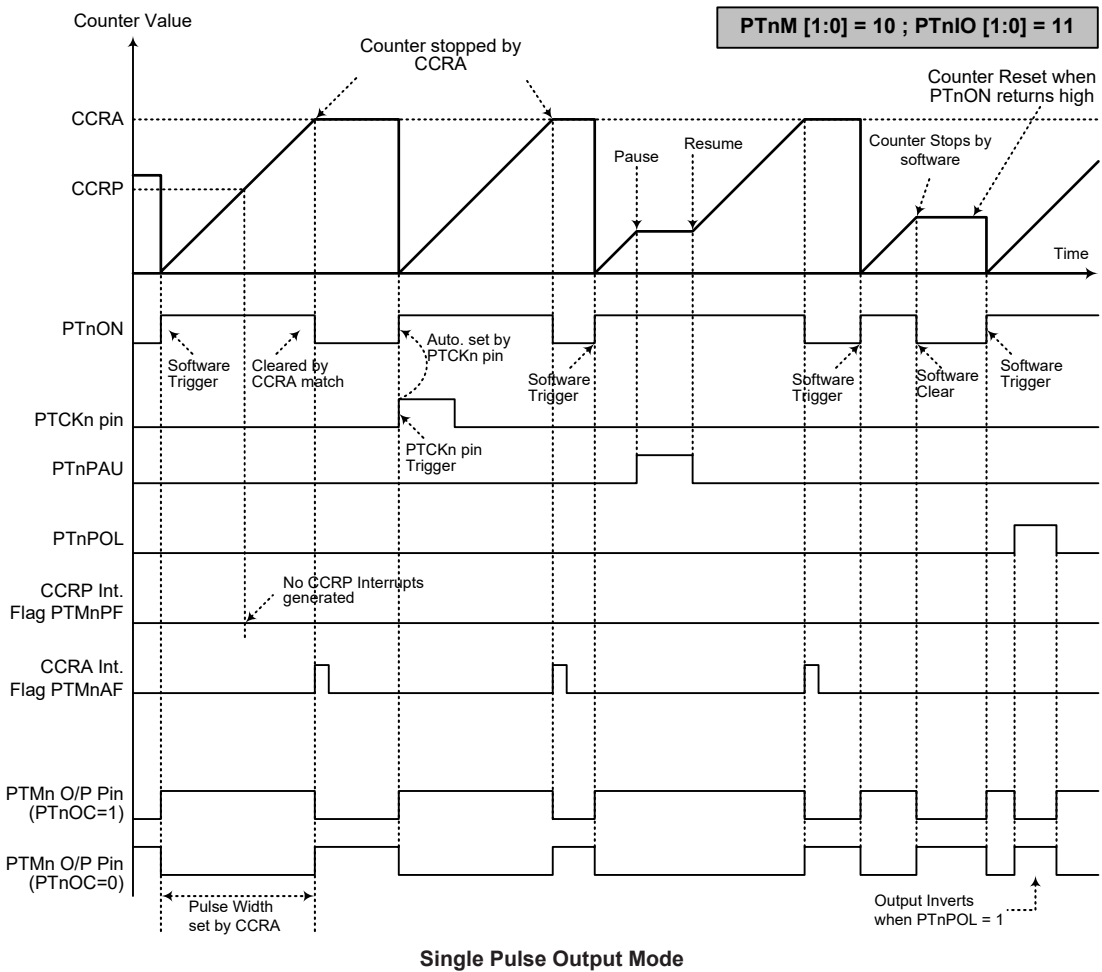 Counter Value
PTnM [1:0] = 10 ; PTnIO [1:0] = 11
Counter stopped by
CCRA
Counter Reset when
PTnON returns high
CCRA
CCRP
Pause
Resume
Counter Stops by
software
Time
PTnON
Software
Trigger
Cleared by
CCRA match
Auto. set by
PTCKn pin
Software
Trigger
Software
Trigger
Software
Clear
Software
Trigger
PTCKn pin
PTCKn pin
Trigger
PTnPAU
PTnPOL
CCRP Int.
Flag PTMnPF
No CCRP Interrupts
generated
CCRA Int.
Flag PTMnAF
PTMn O/P Pin
(PTnOC=1)
PTMn O/P Pin
(PTnOC=0)
Pulse Width
set by CCRA
Output Inverts
when PTnPOL = 1
Single Pulse Output Mode